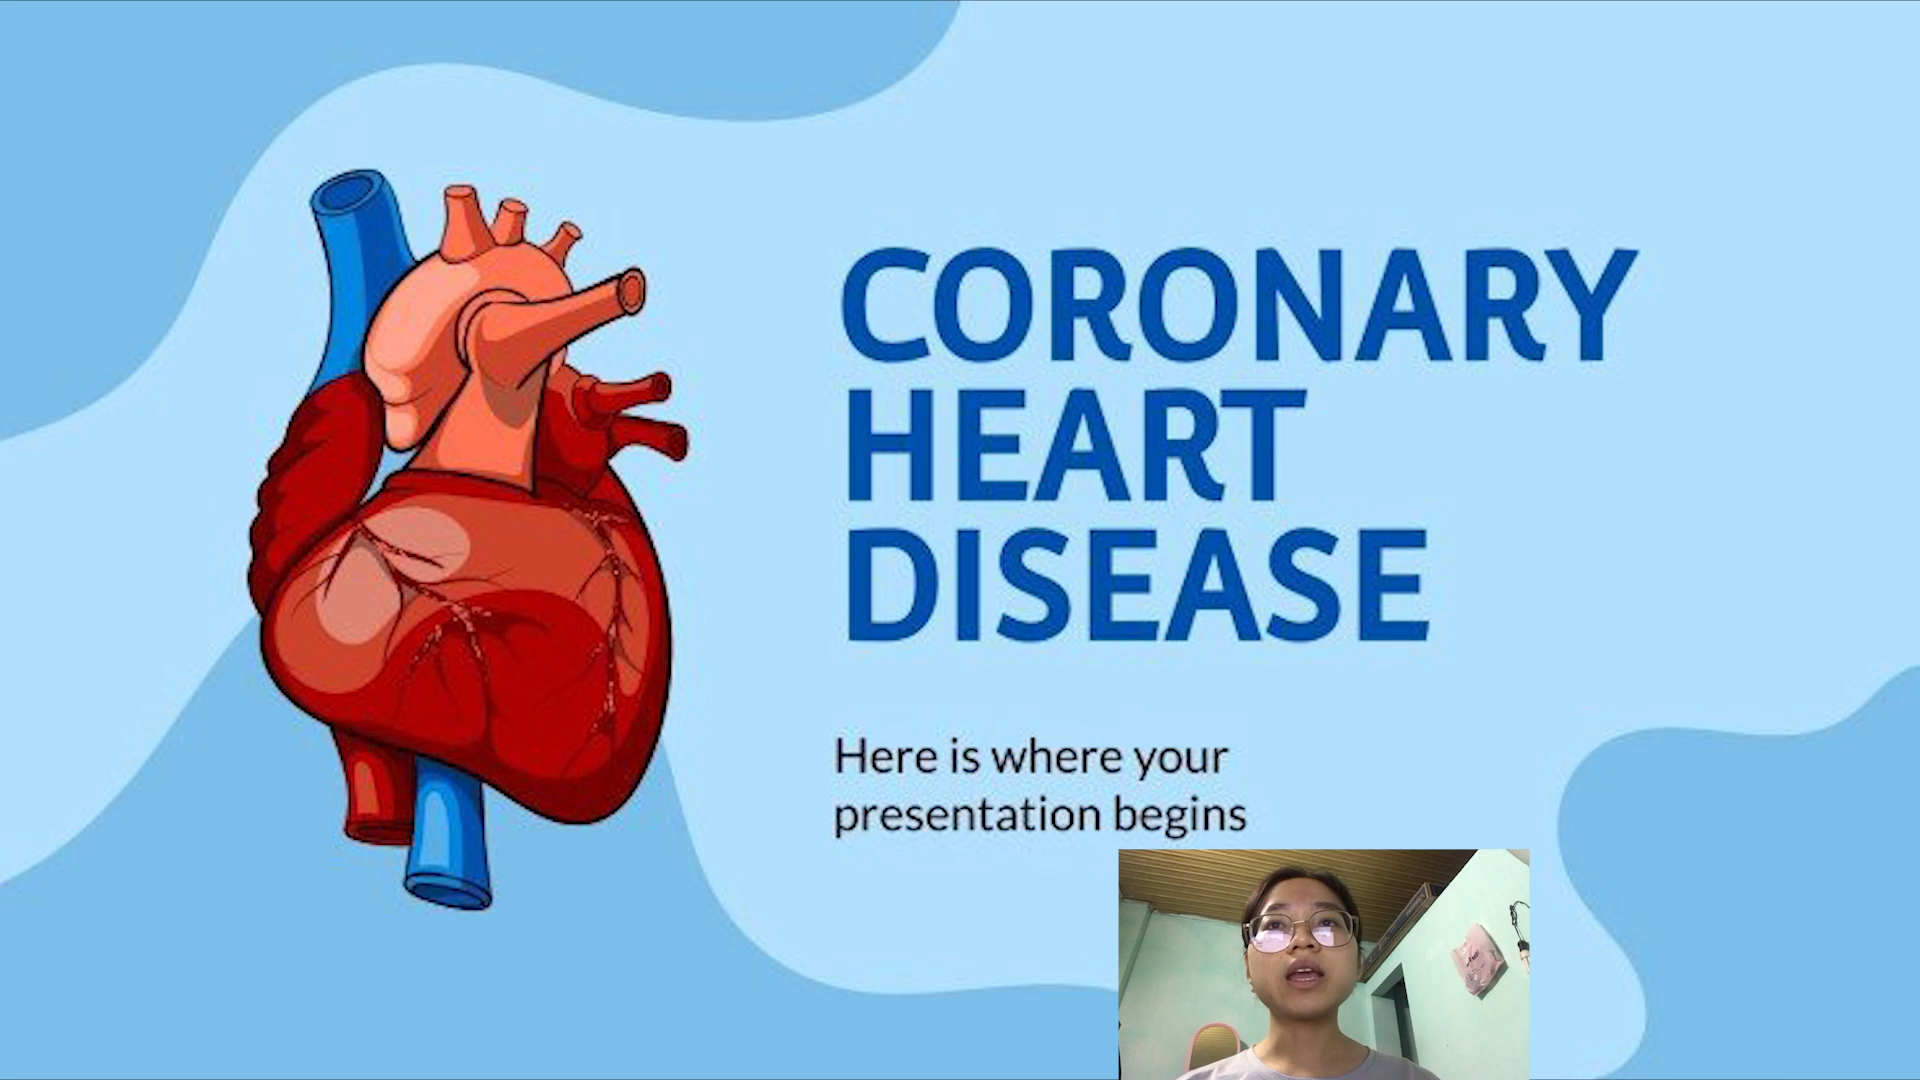 CORONARY
HEART
DISEASE
Here is where your
presentation begins